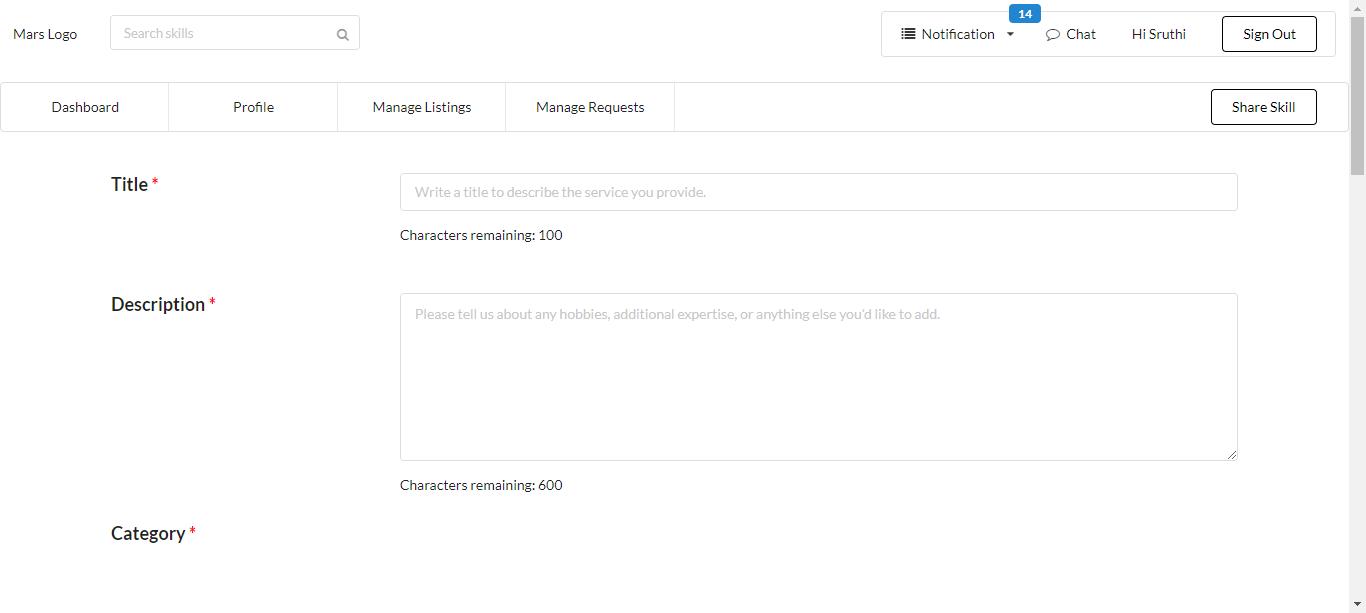 Mars Logo
Search skills
14
Notification
Chat
Hi Sruthi
Sign Out
Dashboard
Profile
Manage Listings
Manage Requests
Share Skill
Title *
Write a title to describe the service you provide.
Characters remaining: 100
Description *
Please tell us about any hobbies, additional expertise, or anything else you'd like to add.
Characters remaining: 600
Category *